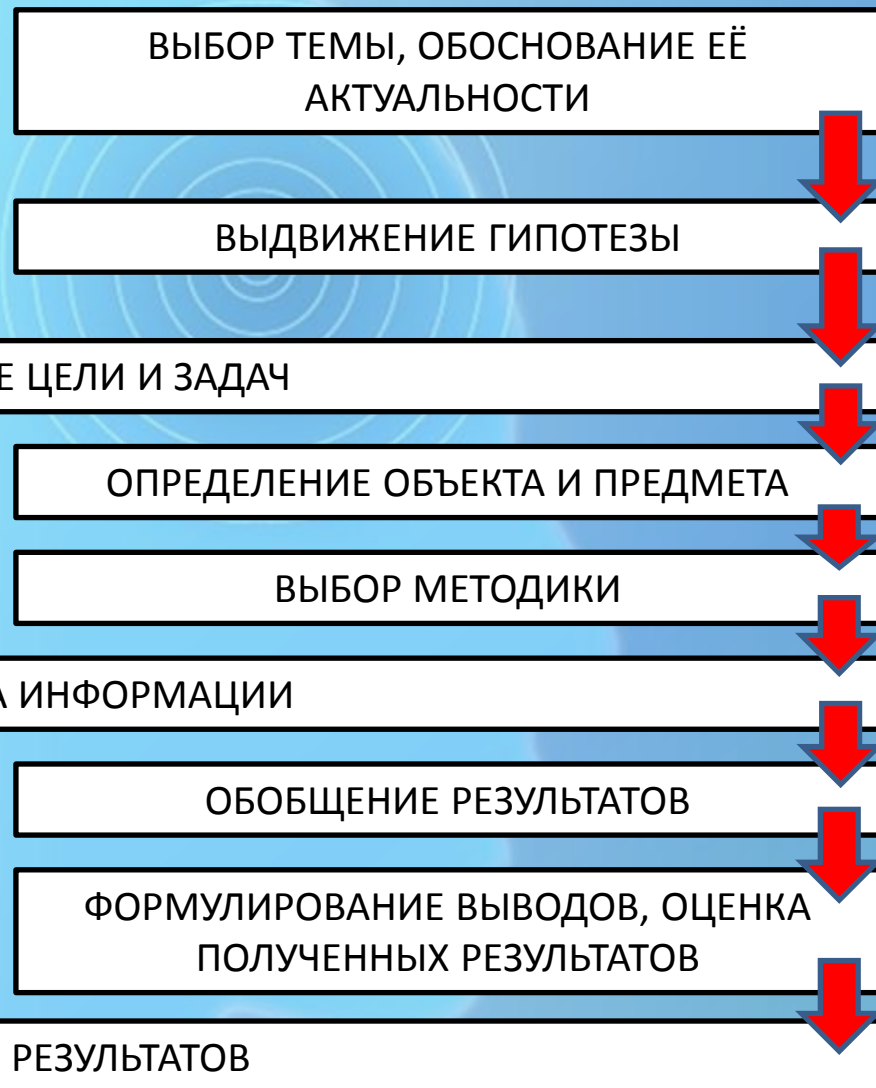 ВЫБОР ТЕМЫ, ОБОСНОВАНИЕ ЕЁ
АКТУАЛЬНОСТИ
ВЫДВИЖЕНИЕ ГИПОТЕЗЫ
Е ЦЕЛИ И ЗАДАЧ
ОПРЕДЕЛЕНИЕ ОБЪЕКТА И ПРЕДМЕТА
ВЫБОР МЕТОДИКИ
А ИНФОРМАЦИИ
ОБОБЩЕНИЕ РЕЗУЛЬТАТОВ
ФОРМУЛИРОВАНИЕ ВЫВОДОВ, ОЦЕНКА
ПОЛУЧЕННЫХ РЕЗУЛЬТАТОВ
РЕЗУЛЬТАТОВ